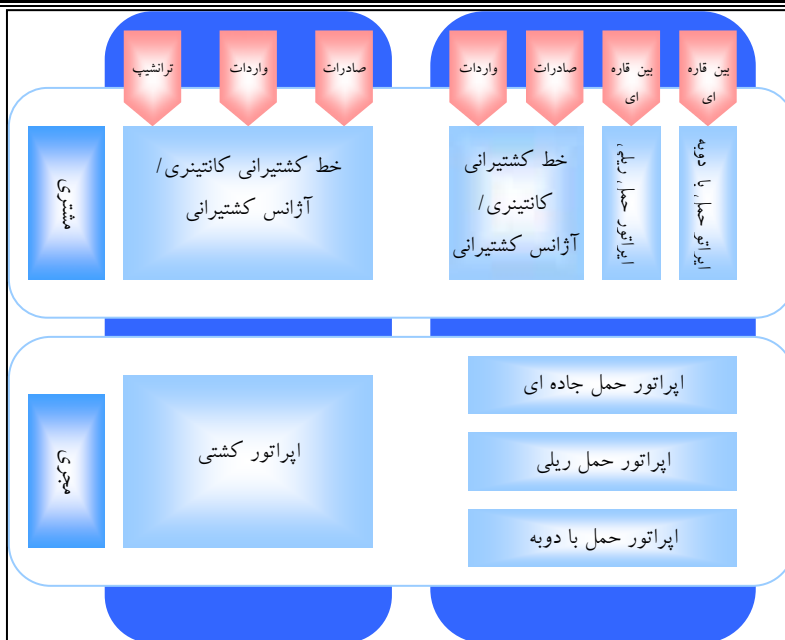 بین قاره
ای
بین قاره
ای
صادرات
واردات
صادرات
واردات
ترانشیپ
اپراتو حمل با دوبه
اپراتور حمل ریلی
خط کشتیرانی
کانتینری/
آژانس کشتیرانی
خط کشتیرانی کانتینری/
آژانس کشتیرانی
مشتری
اپراتور حمل جاده ای
اپراتور حمل ریلی
اپراتور حمل با دوبه
اپراتور کشتی
مجری